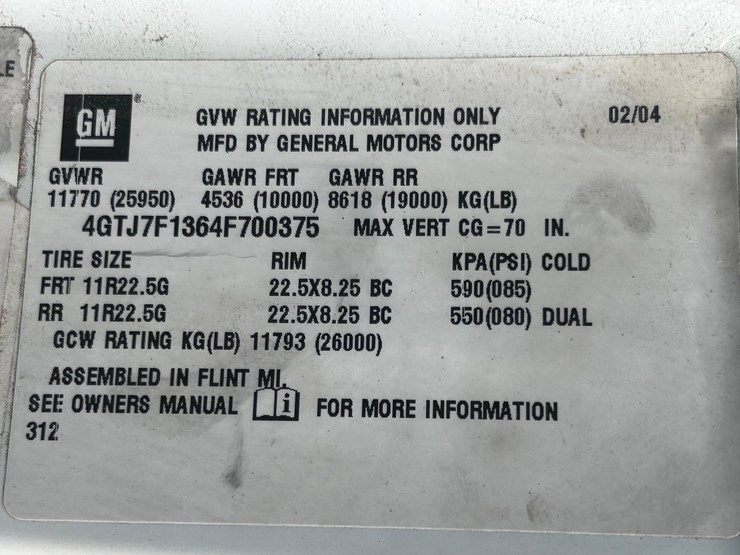 LE
GM ®
GVW RATING INFORMATION ONLY 02/04
MFD BY GENERAL MOTORS CORP
GVWR GAWR FRT GAWR RR
11770 (25950) 4536 (10000) 8618 (19000) KG(LB)
4GTJ7F1364F700375 MAX VERT CG=70 IN.
TIRE SIZE RIM KPA(PSI) COLD
FRT 11R22.5G 22.5X8.25 BC 590(085)
RR 11R22.5G 22.5X8.25 BC 550(080) DUAL
GCW RATING KG(LB) 11793 (26000)
ASSEMBLED IN FLINT MI.
SEE OWNERS MANUAL i FOR MORE INFORMATION
312